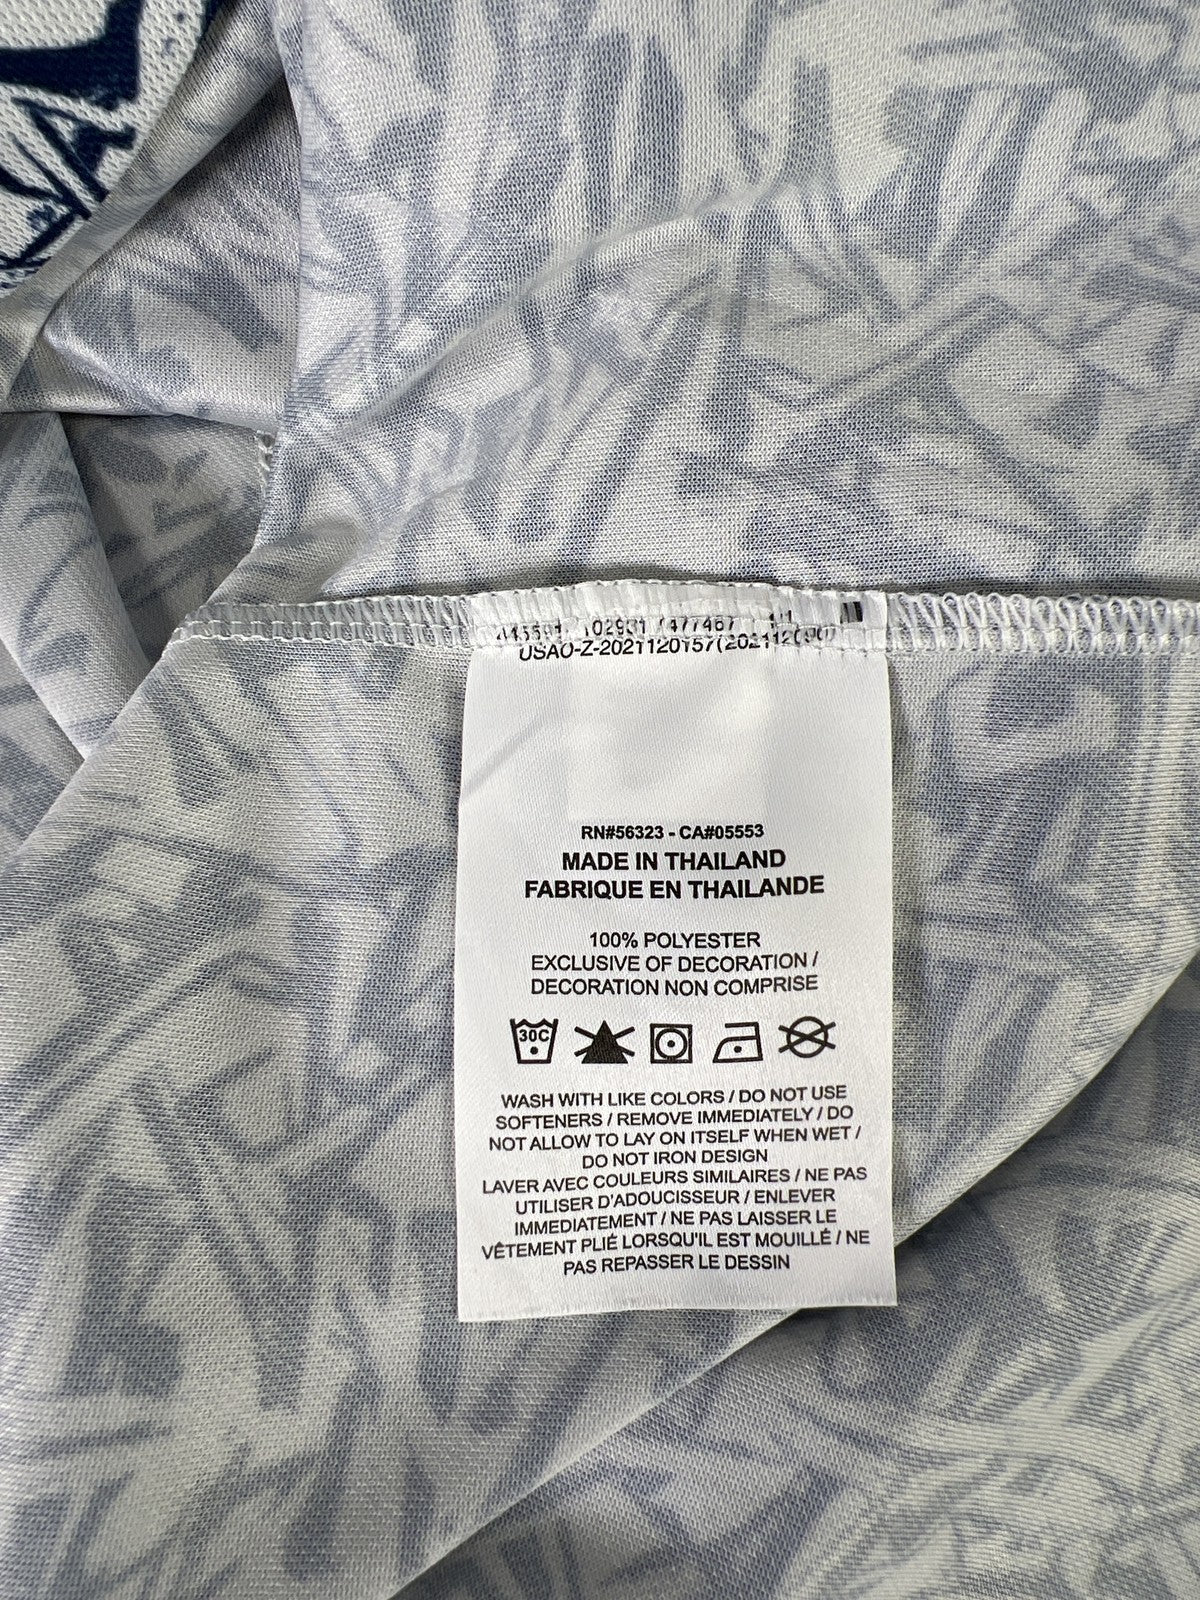 102931 7477467
USAO-Z-2021120157(2021120
RN#56323 - CA#05553
MADE IN THAILAND
FABRIQUE EN THAILANDE
100% POLYESTER
EXCLUSIVE OF DECORATION /
DECORATION NON COMPRISE
30C
WASH WITH LIKE COLORS / DO NOT USE
SOFTENERS / REMOVE IMMEDIATELY / DO
NOT ALLOW TO LAY ON ITSELF WHEN WET /
DO NOT IRON DESIGN
LAVER AVEC COULEURS SIMILAIRES / NE PAS
UTILISER D'ADOUCISSEUR / ENLEVER
IMMEDIATEMENT / NE PAS LAISSER LE
VÊTEMENT PLIÉ LORSQU'IL EST MOUILLÉ / NE
PAS REPASSER LE DESSIN